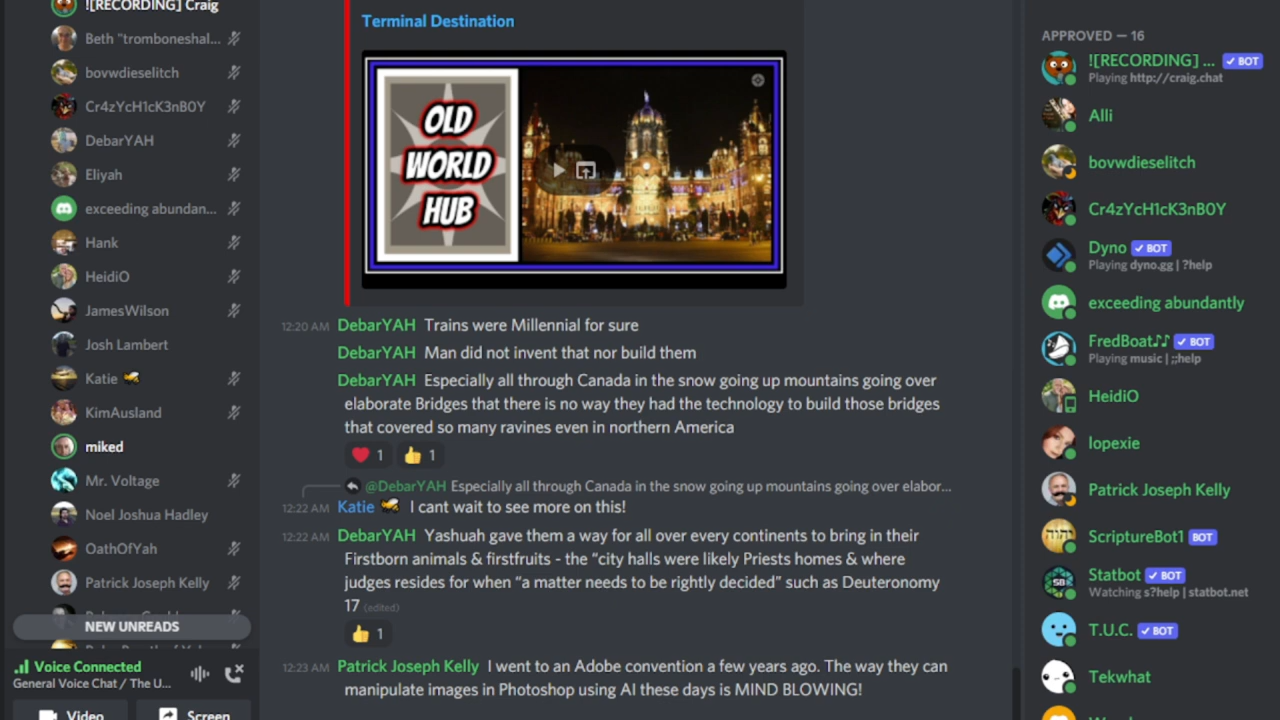 ![RECORDING] Craig
Beth "tromboneshal...
bovwdieselitch
Cr4zYcH1cK3nB0Y
DebarYAH
Eliyah
exceeding abundan...
Hank
HeidiO
JamesWilson
Josh Lambert
Katie
KimAusland
miked
Mr. Voltage
Noel Joshua Hadley
OathOfYah
Patrick Joseph Kelly
NEW UNREADS
Voice Connected
General Voice Chat / The U...
Video
Screen
Terminal Destination
OLD
WORLD
HUB
12:20 AM DebarYAH Trains were Millennial for sure
DebarYAH Man did not invent that nor build them
DebarYAH Especially all through Canada in the snow going up mountains going over
elaborate Bridges that there is no way they had the technology to build those bridges
that covered so many ravines even in northern America
1 1
@DebarYAH Especially all through Canada in the snow going up mountains going over elabor...
12:22 AM Katie I cant wait to see more on this!
12:22 AM DebarYAH Yashuah gave them a way for all over every continents to bring in their
Firstborn animals & firstfruits - the “city halls were likely Priests homes & where
judges resides for when “a matter needs to be rightly decided” such as Deuteronomy
17 (edited)
1
12:23 AM Patrick Joseph Kelly I went to an Adobe convention a few years ago. The way they can
manipulate images in Photoshop using AI these days is MIND BLOWING!
APPROVED — 16
![RECORDING] ... BOT
Playing http://craig.chat
Alli
bovwdieselitch
Cr4zYcH1cK3nB0Y
Dyno BOT
Playing dyno.gg | ?help
exceeding abundantly
FredBoat♪♪ BOT
Playing music | ;;help
HeidiO
lopexie
Patrick Joseph Kelly
ScriptureBot1 BOT
Statbot BOT
Watching s?help | statbot.net
T.U.C. BOT
Tekwhat